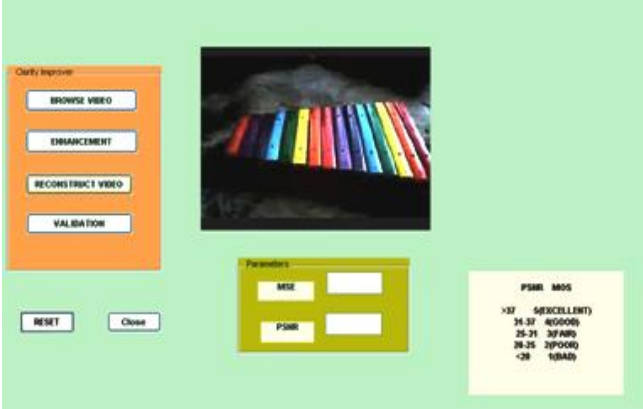 Clarity Improver
BROWSE VIDEO
ENHANCEMENT
RECONSTRUCT VIDEO
VALIDATION
RESET
Close
Parameters
MSE
PSNR
PSNR MOS
>37 5(EXCELLENT)
31-37 4(GOOD)
25-31 3(FAIR)
20-25 2(POOR)
<20 1(BAD)